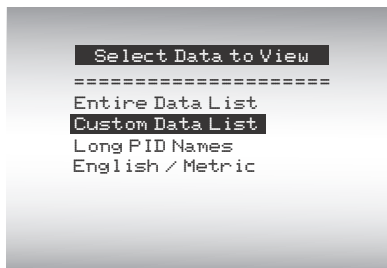 Select Data to View
=====================
Entire Data List
Custom Data List
Long PID Names
English / Metric